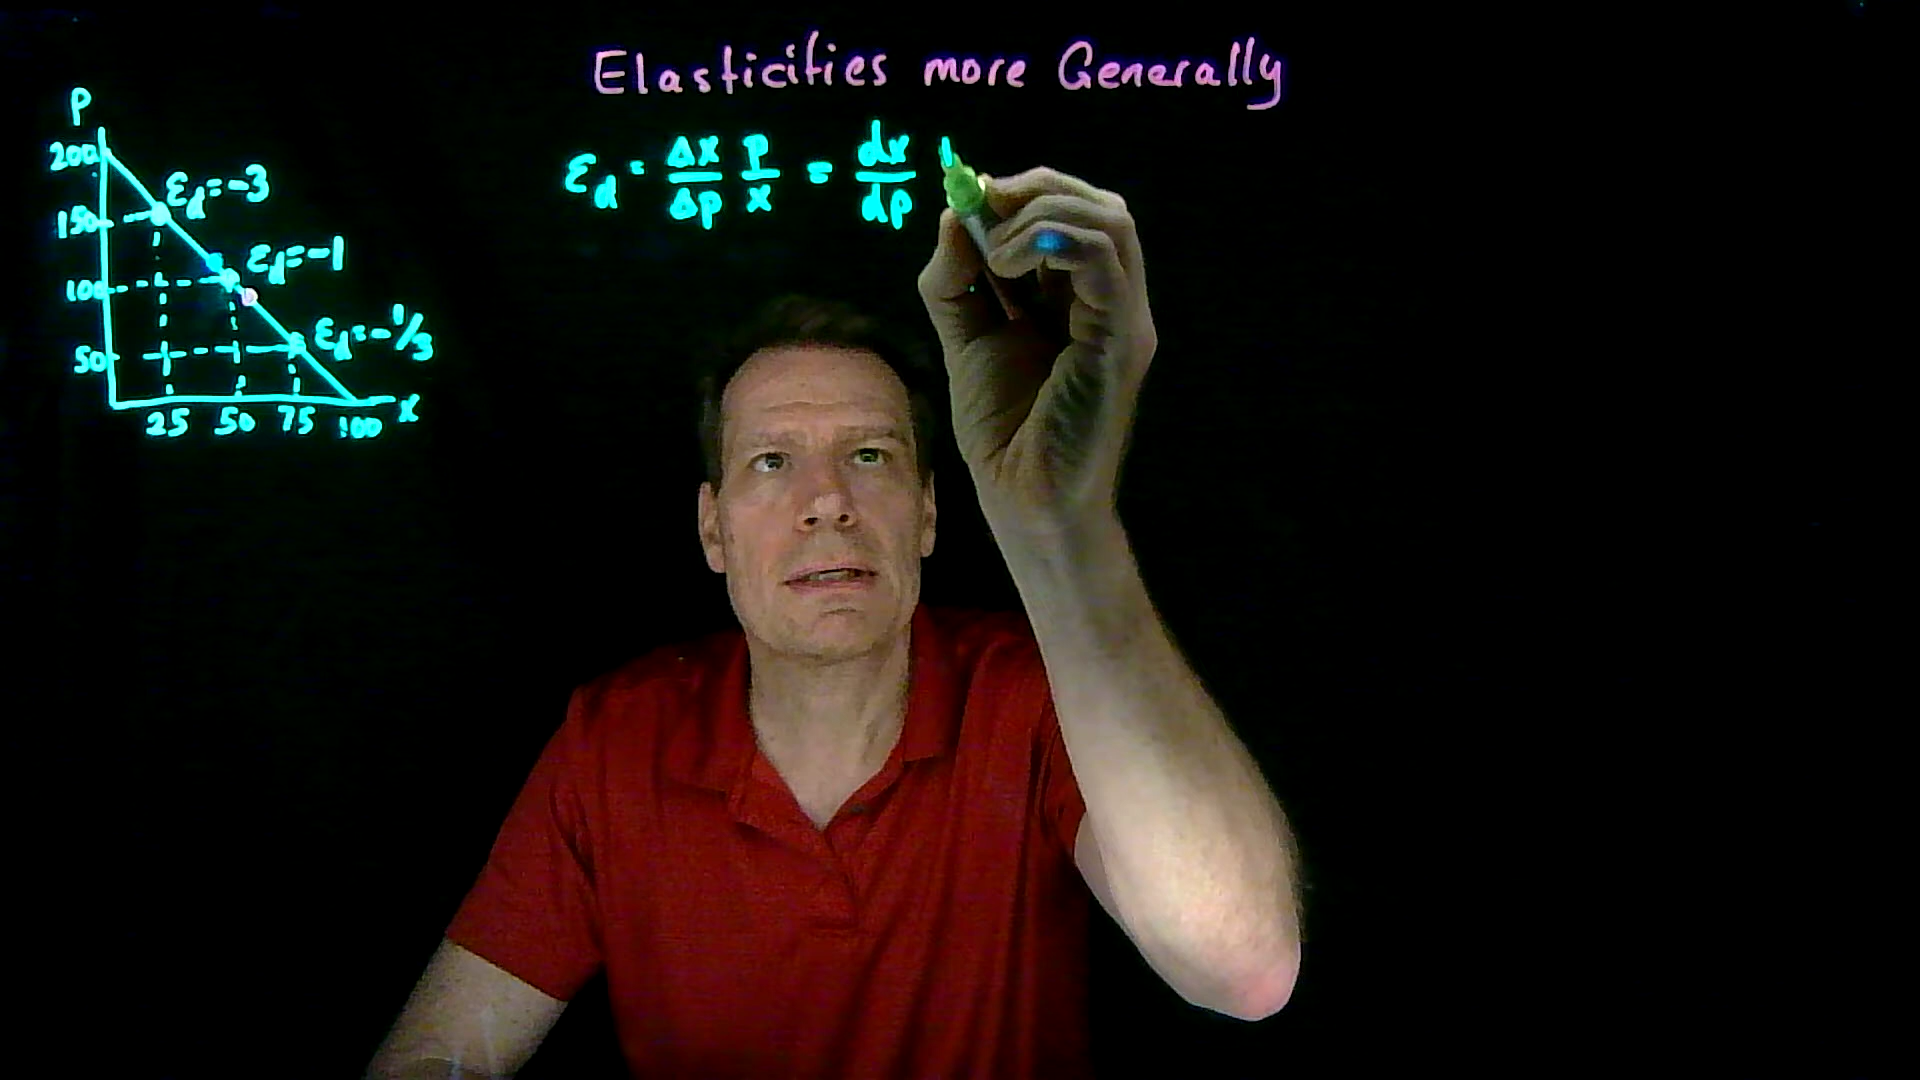 Elasticities more Generally
εd = Δx/Δp p/x = dx/dp
P
200
εd=-3
150
εd=-1
100
εd=-1/3
50
25 50 75 100 x